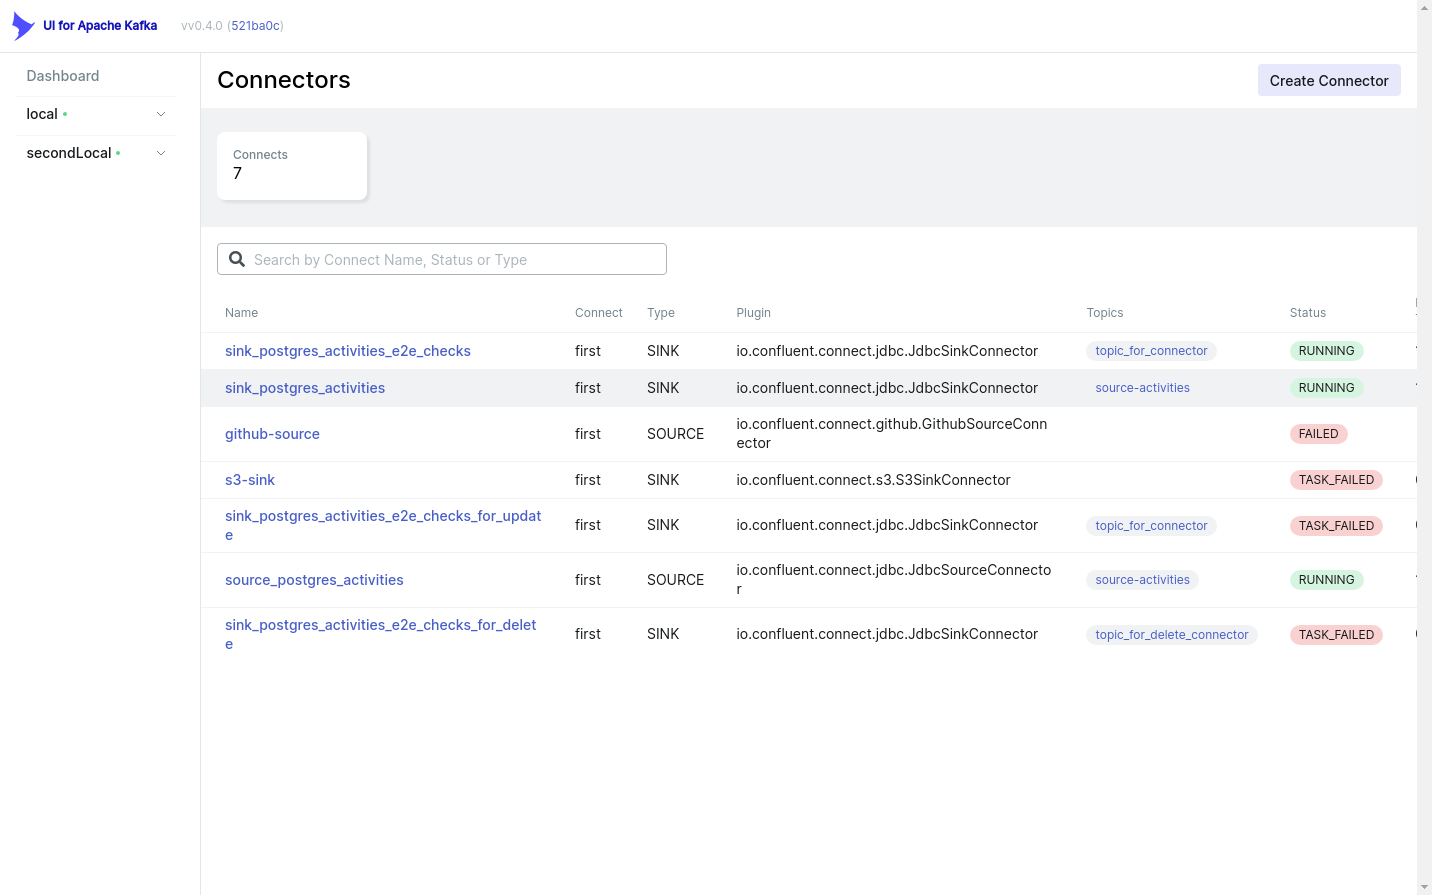 UI for Apache Kafka vv0.4.0 (521ba0c)
Dashboard
local
secondLocal
Connectors
Create Connector
Connects
7
Search by Connect Name, Status or Type
Name Connect Type Plugin Topics Status
sink_postgres_activities_e2e_checks first SINK io.confluent.connect.jdbc.JdbcSinkConnector topic_for_connector RUNNING
sink_postgres_activities first SINK io.confluent.connect.jdbc.JdbcSinkConnector source-activities RUNNING
github-source first SOURCE io.confluent.connect.github.GithubSourceConn
ector FAILED
s3-sink first SINK io.confluent.connect.s3.S3SinkConnector TASK_FAILED
sink_postgres_activities_e2e_checks_for_updat
e first SINK io.confluent.connect.jdbc.JdbcSinkConnector topic_for_connector TASK_FAILED
source_postgres_activities first SOURCE io.confluent.connect.jdbc.JdbcSourceConnecto
r source-activities RUNNING
sink_postgres_activities_e2e_checks_for_delet
e first SINK io.confluent.connect.jdbc.JdbcSinkConnector topic_for_delete_connector TASK_FAILED